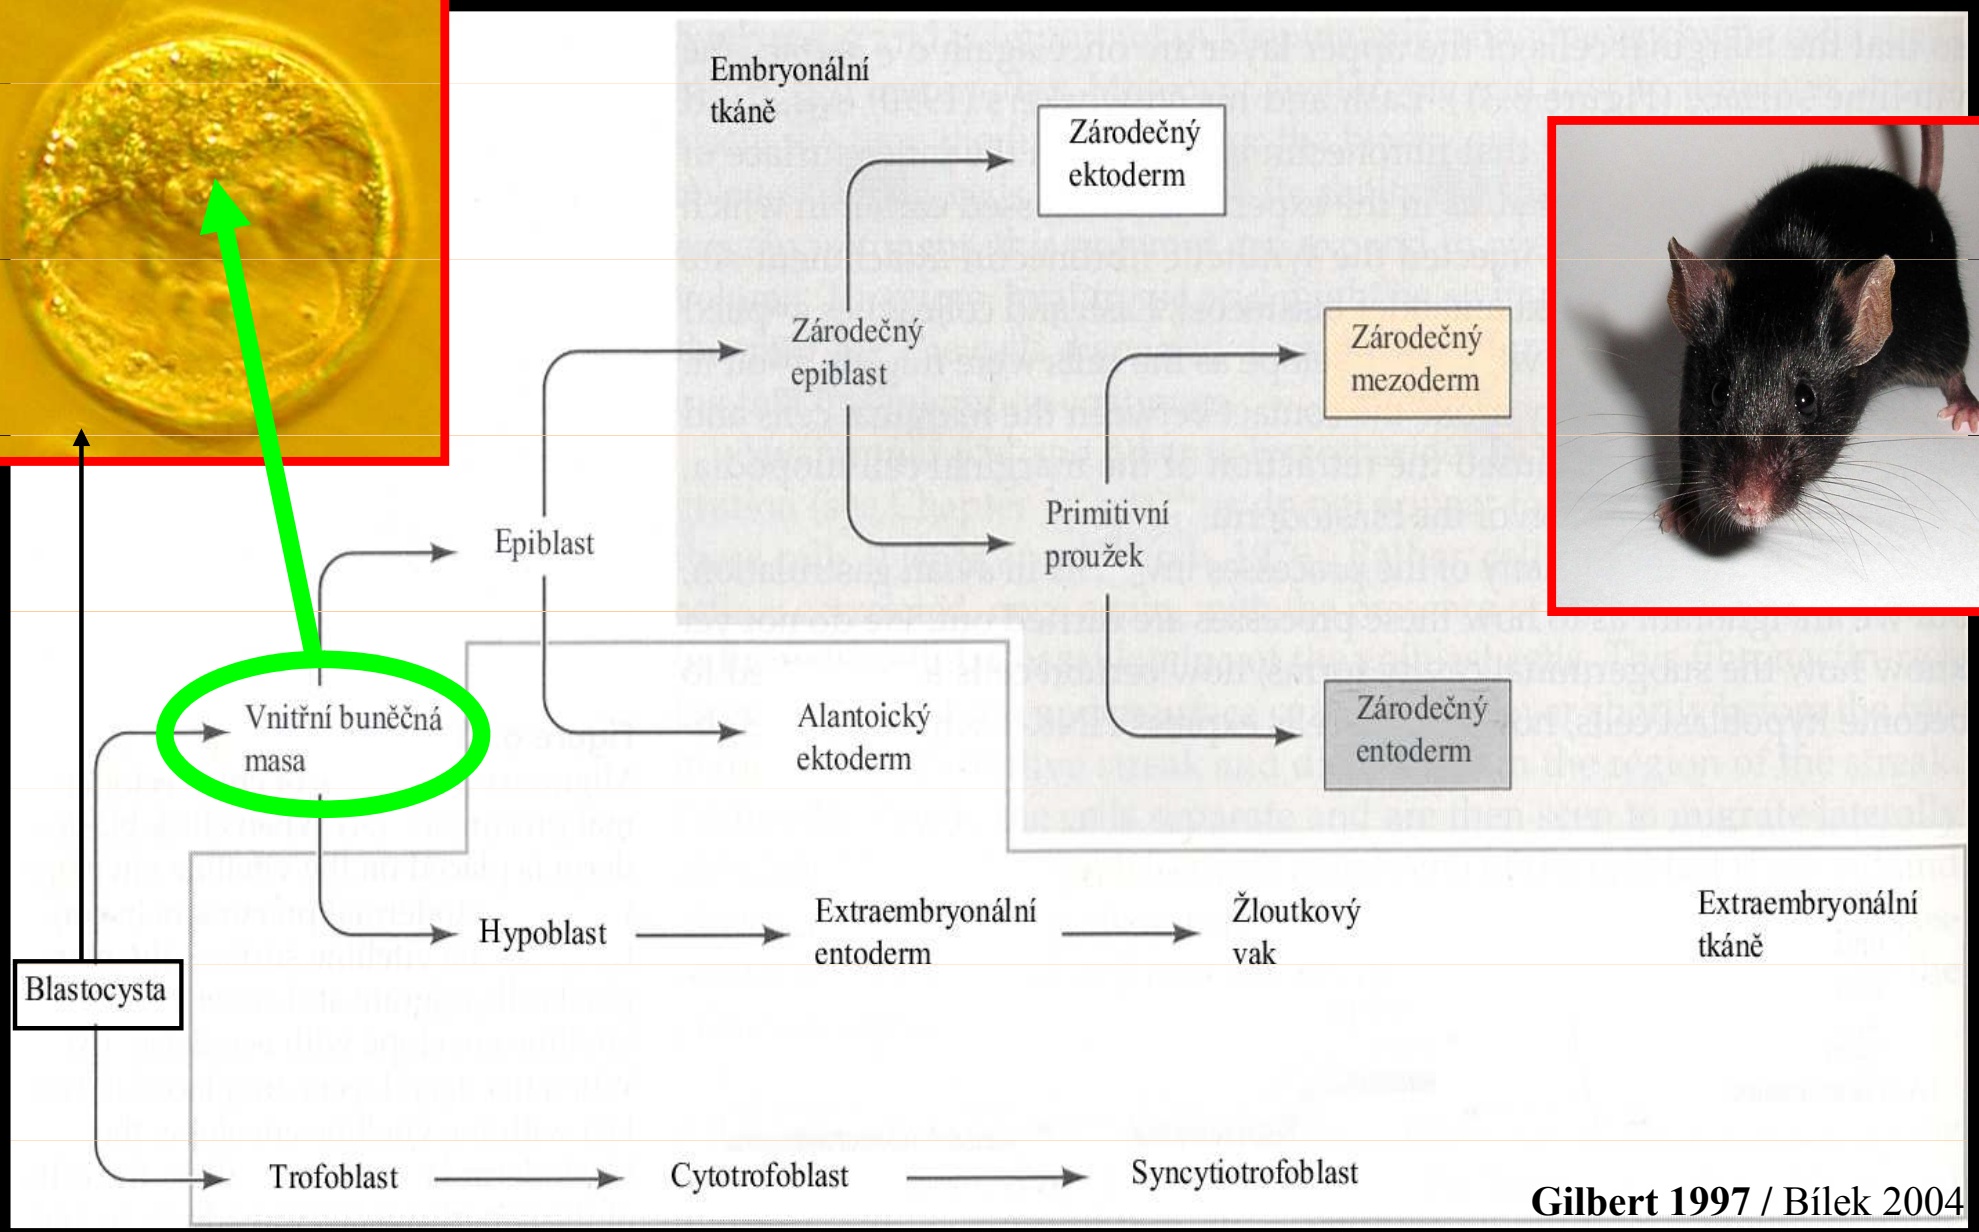 Embryonální
tkáně
Zárodečný
ektoderm
Zárodečný
epiblast
Zárodečný
mezoderm
Primitivní
proužek
Epiblast
Vnitřní buněčná
masa
Alantoický
ektoderm
Zárodečný
entoderm
Hypoblast
Extraembryonální
entoderm
Žloutkový
vak
Extraembryonální
tkáně
Blastocysta
Trofoblast
Cytotrofoblast
Syncytiotrofoblast
Gilbert 1997 / Bílek 2004